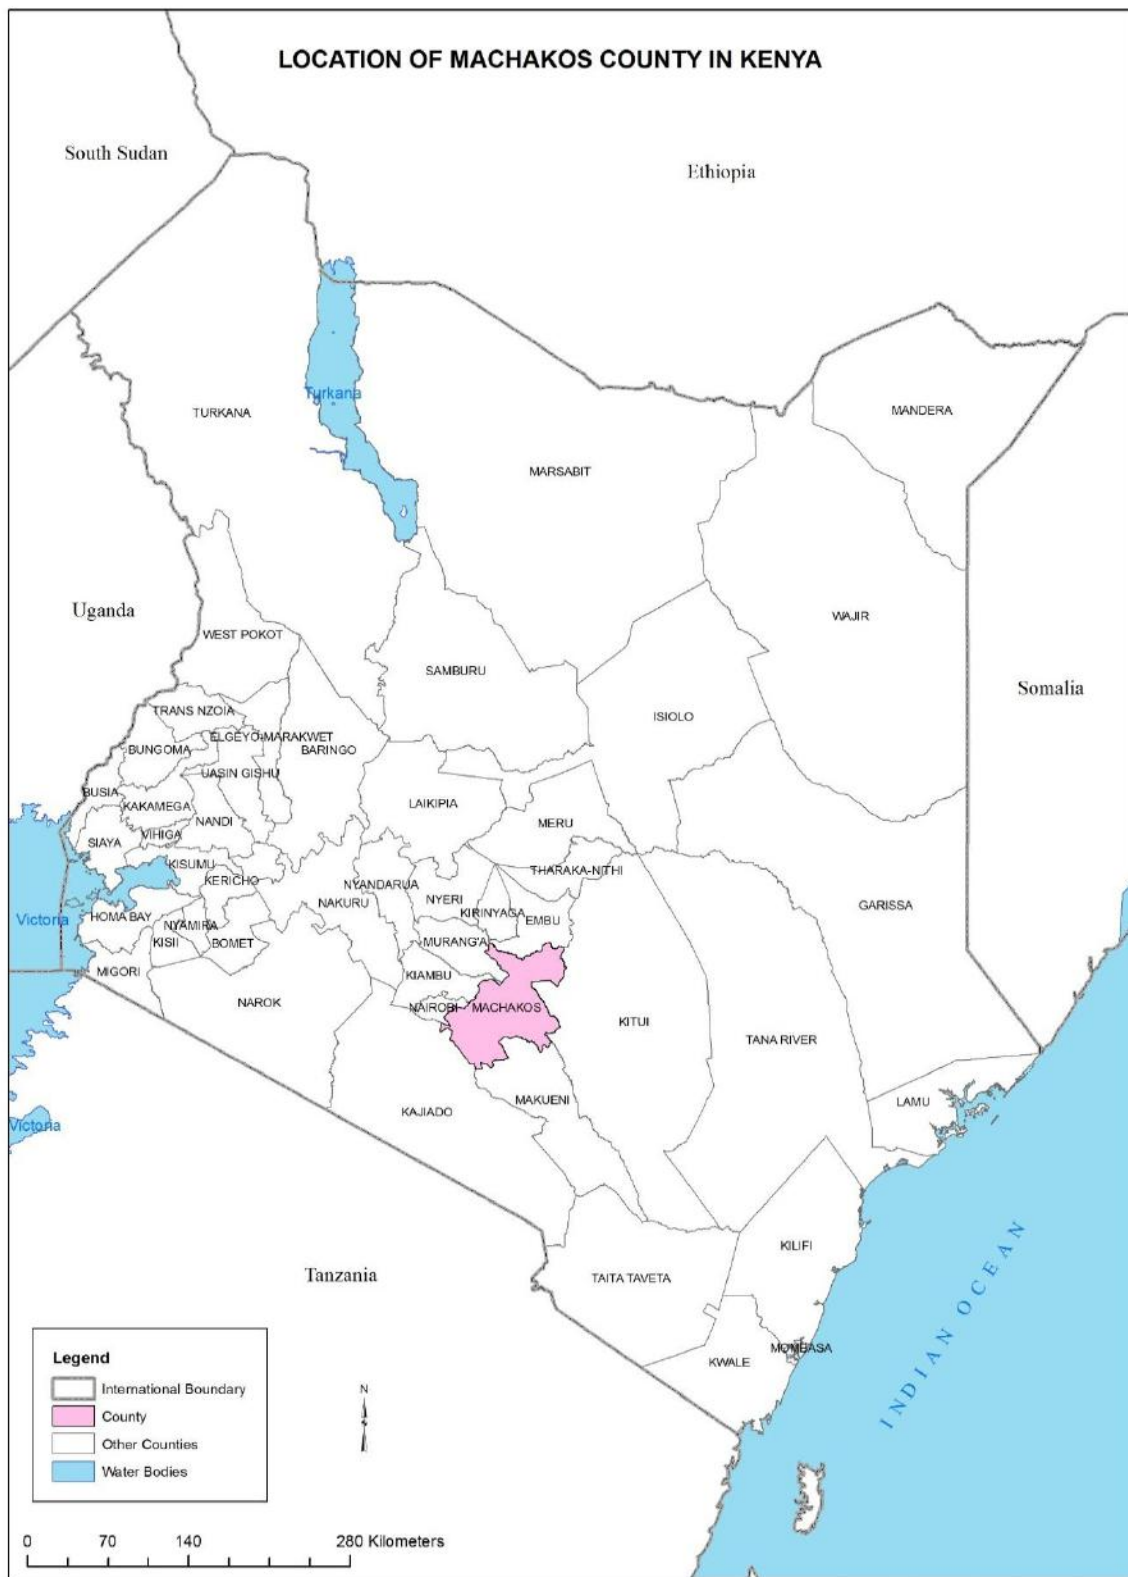 LOCATION OF MACHAKOS COUNTY IN KENYA
South Sudan
Ethiopia
Turkana
TURKANA
MANDERA
MARSABIT
Uganda
WAJIR
WEST POKOT
SAMBURU
Somalia
TRANS NZOIA
ISIOLO
ELGEYO-MARAKWET
BUNGOMA
BARINGO
UASIN GISHU
BUSIA
KAKAMEGA
LAIKIPIA
NANDI
MERU
VIHIGA
SIAYA
KISUMU
THARAKA-NITHI
KERICHO
NYANDARUA
NYERI
NAKURU
GARISSA
KIRINYAGA
Victoria
HOMA BAY
NYAMIRA
EMBU
KISII
BOMET
MURANG'A
MIGORI
KIAMBU
NAROK
NAIROBI
MACHAKOS
KITUI
TANA RIVER
MAKUENI
LAMU
KAJIADO
Victoria
KILIFI
Tanzania
TAITA TAVETA
INDIAN OCEAN
MOMBASA
KWALE
Legend
International Boundary
County
Other Counties
Water Bodies
N
0 70 140 280 Kilometers